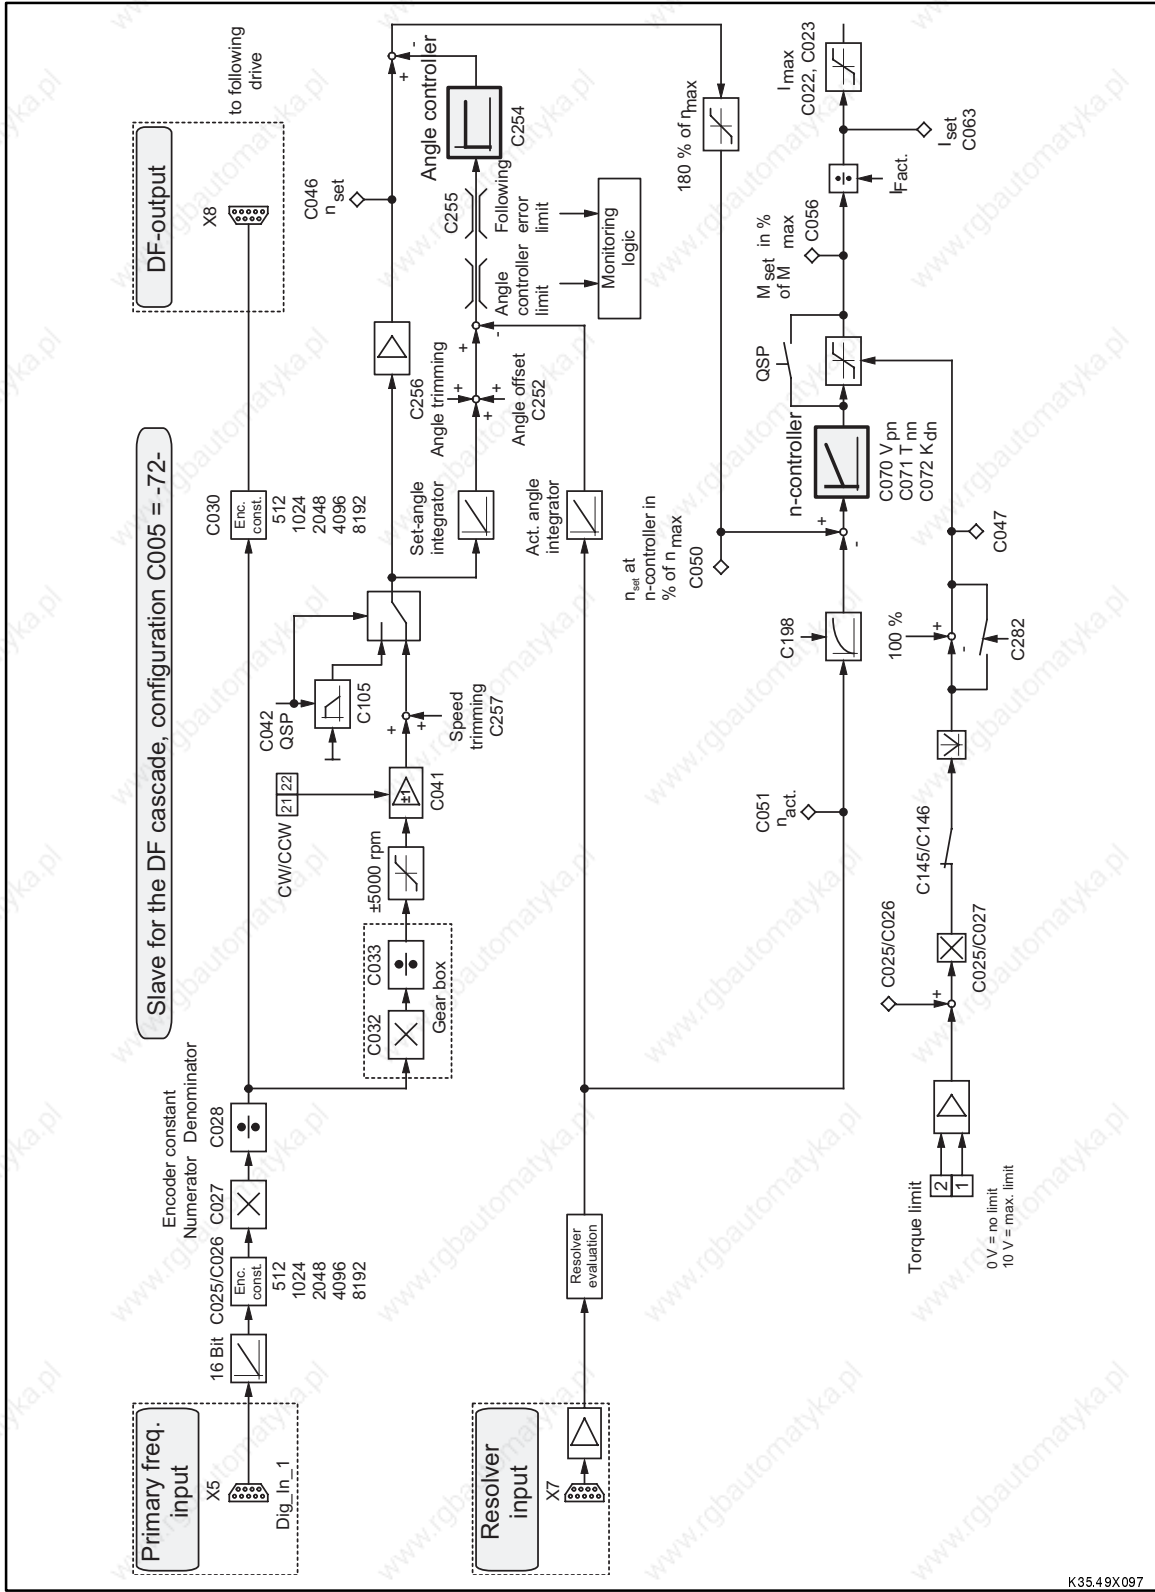 Slave for the DF cascade, configuration C005 = -72-
Primary freq.
input
X5
Dig_In_1
16 Bit
C025/C026
Enc.
const.
512
1024
2048
4096
8192
Encoder constant
Numerator Denominator
C027
C028
C030
Enc.
const.
512
1024
2048
4096
8192
DF-output
X8
to following
drive
C032
C033
Gear box
±5000 rpm
CW/CCW
21 22
±1
C041
Speed
trimming
C257
C042
QSP
C105
Set-angle
integrator
C256
Angle trimming
Angle offset
C252
C046
n set
Angle
controller
limit
C255
Following
error
limit
Monitoring
logic
Angle controller
C254
Resolver
input
X7
Resolver
evaluation
Act. angle
integrator
C051
n act.
C198
n set at
n-controller in
% of n max
C050
180 % of n max
n-controller
C070 V pn
C071 T nn
C072 K dn
QSP
M set in %
of M max
C056
I Fact.
I set
C063
I max
C022, C023
Torque limit
2
1
0 V = no limit
10 V = max. limit
C025/C026
C025/C027
C145/C146
100 %
C282
C047
K35.49X097
www.rgbautomatyka.pl